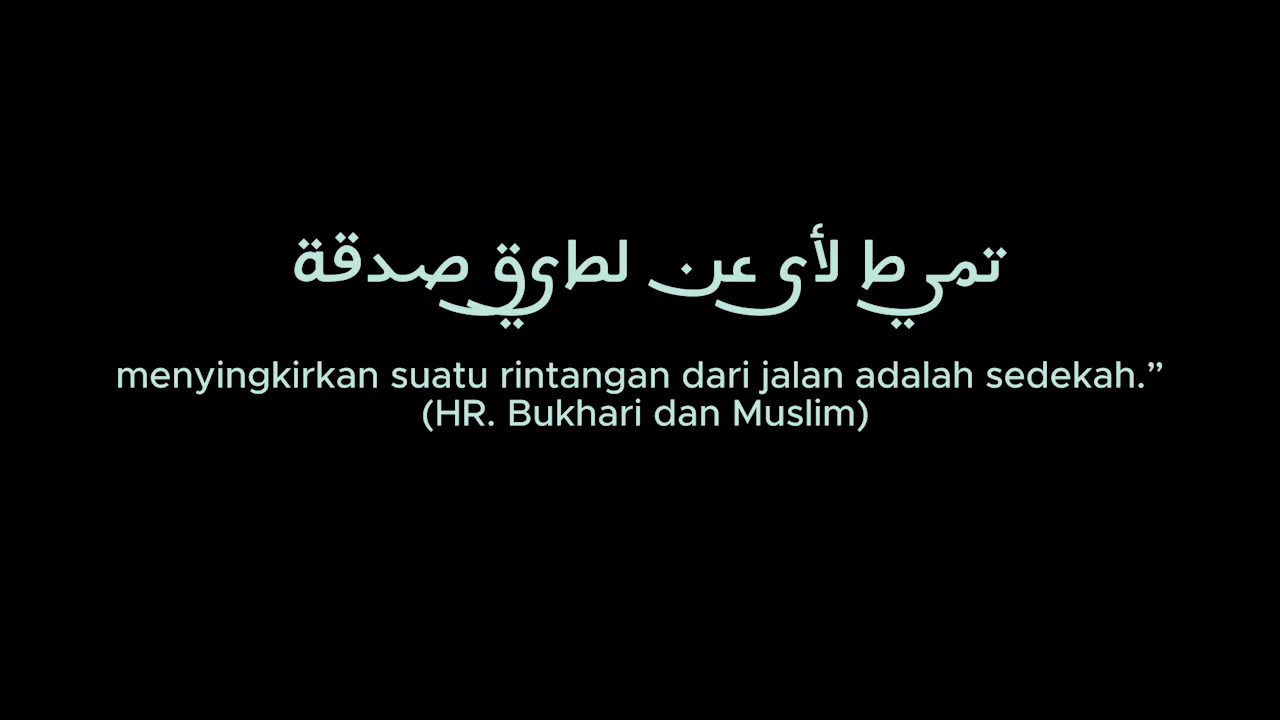 تميط لأى عن لطيق صدقة
menyingkirkan suatu rintangan dari jalan adalah sedekah.”
(HR. Bukhari dan Muslim)